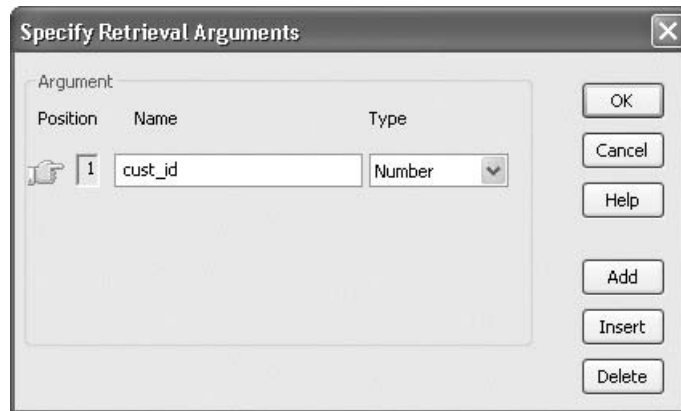 Specify Retrieval Arguments
Argument
Position Name Type
1 cust_id Number
OK
Cancel
Help
Add
Insert
Delete